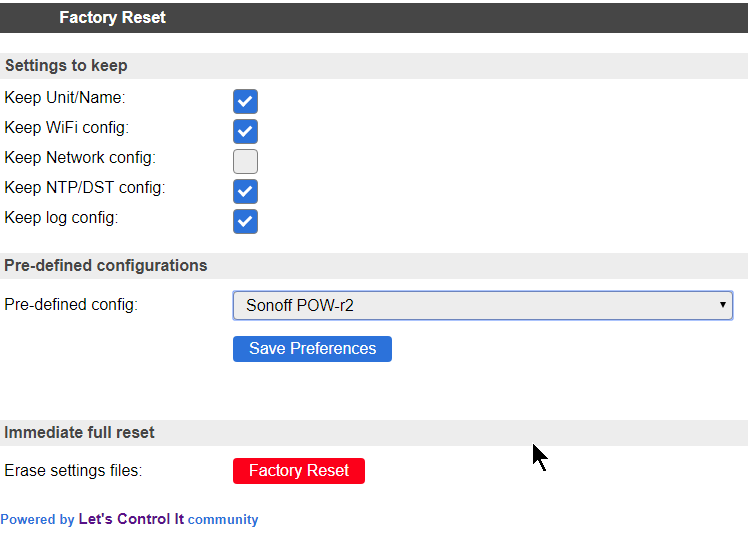 Factory Reset
Settings to keep
Keep Unit/Name:
Keep WiFi config:
Keep Network config:
Keep NTP/DST config:
Keep log config:
Pre-defined configurations
Pre-defined config: Sonoff POW-r2
Save Preferences
Immediate full reset
Erase settings files: Factory Reset
Powered by Let's Control It community